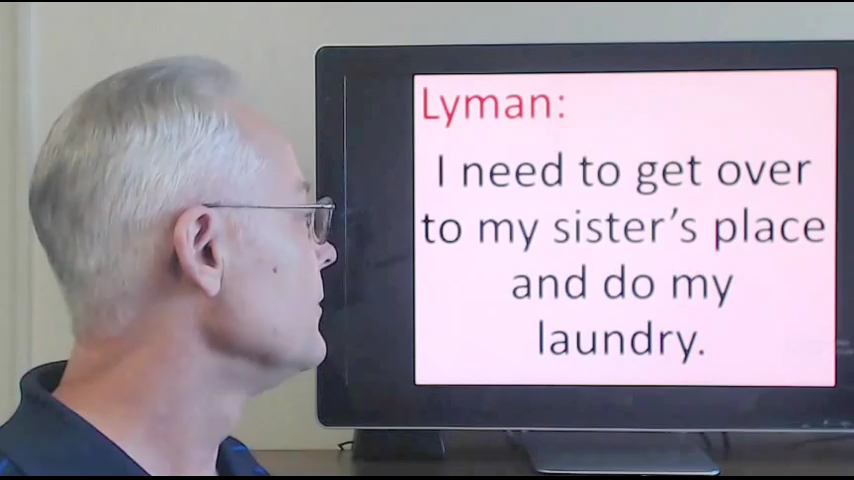 Lyman:
I need to get over
to my sister’s place
and do my
laundry.